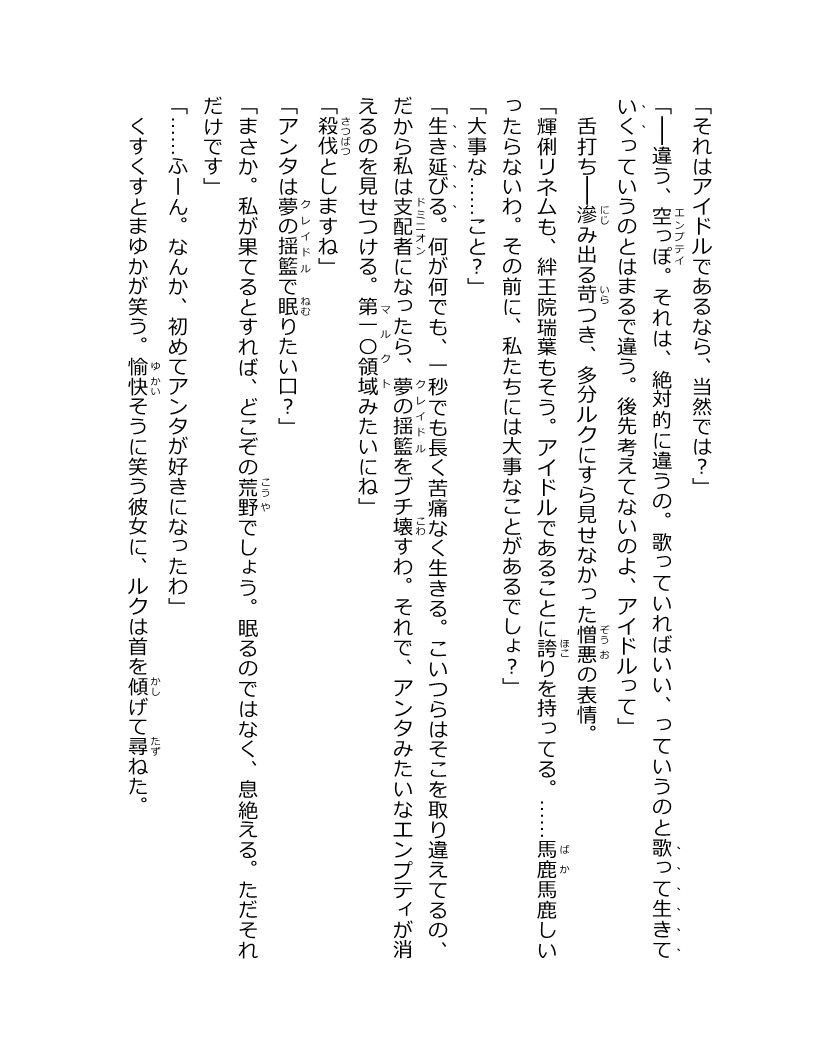 「それはアイドルであるなら、当然では？」
「――違う、空っぽ。それは、絶対的に違うの。歌っていればいい、っていうのと歌って生きて
いくっていうのとはまるで違う。後先考えてないのよ、アイドルって」
　舌打ち――滲み出る苛つき、多分ルクにすら見せなかった憎悪の表情。
「輝俐リネムも、絆王院瑞葉もそう。アイドルであることに誇りを持ってる。……馬鹿馬鹿しい
ったらないわ。その前に、私たちには大事なことがあるでしょ？」
「大事な……こと？」
「生き延びる。何が何でも、一秒でも長く苦痛なく生きる。こいつらはそこを取り違えてるの、
だから私は支配者になったら、夢の揺籃をブチ壊すわ。それで、アンタみたいなエンプティが消
えるのを見せつける。第一〇領域みたいにね」
「殺伐としますね」
「アンタは夢の揺籃で眠りたい口？」
「まさか。私が果てるとすれば、どこぞの荒野でしょう。眠るのではなく、息絶える。ただそれ
だけです」
「……ふーん。なんか、初めてアンタが好きになったわ」
　くすくすとまゆかが笑う。愉快そうに笑う彼女に、ルクは首を傾げて尋ねた。